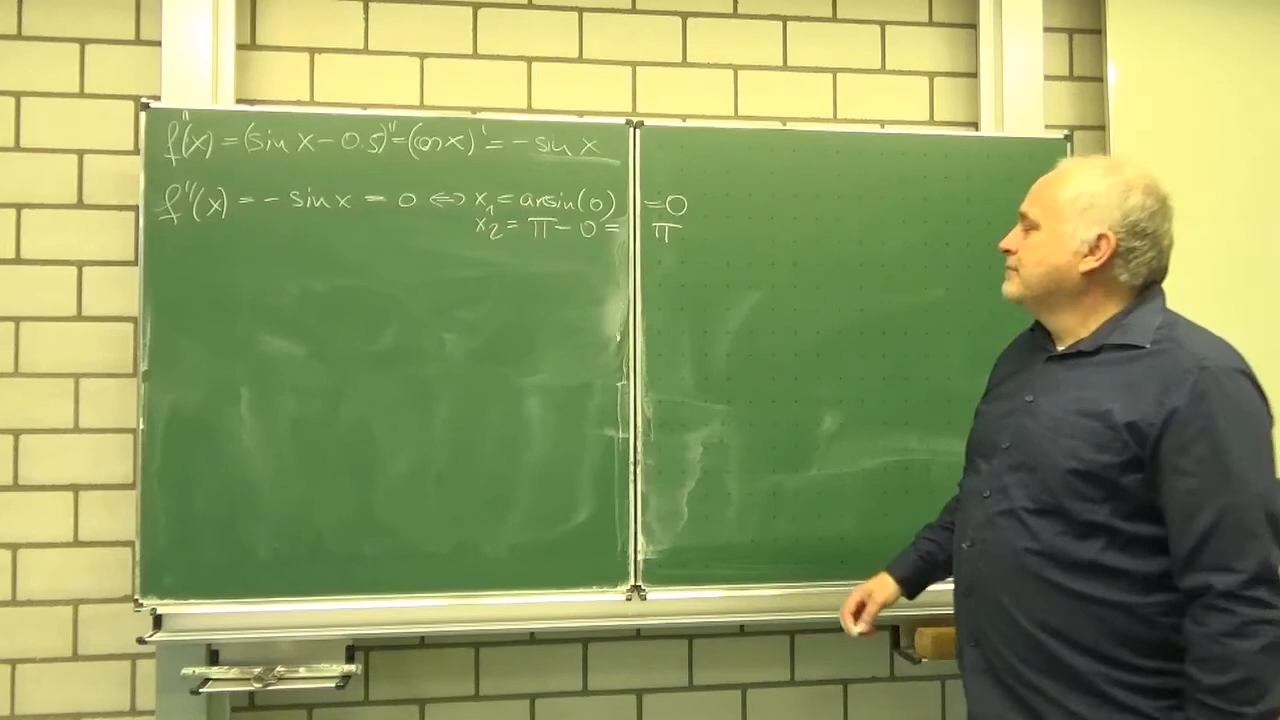 f''(x) = (sin x - 0.5)'' = (cos x)' = - sin x
f''(x) = - sin x = 0 ⇔ x₁ = arcsin(0) = 0
x₂ = π - 0 = π